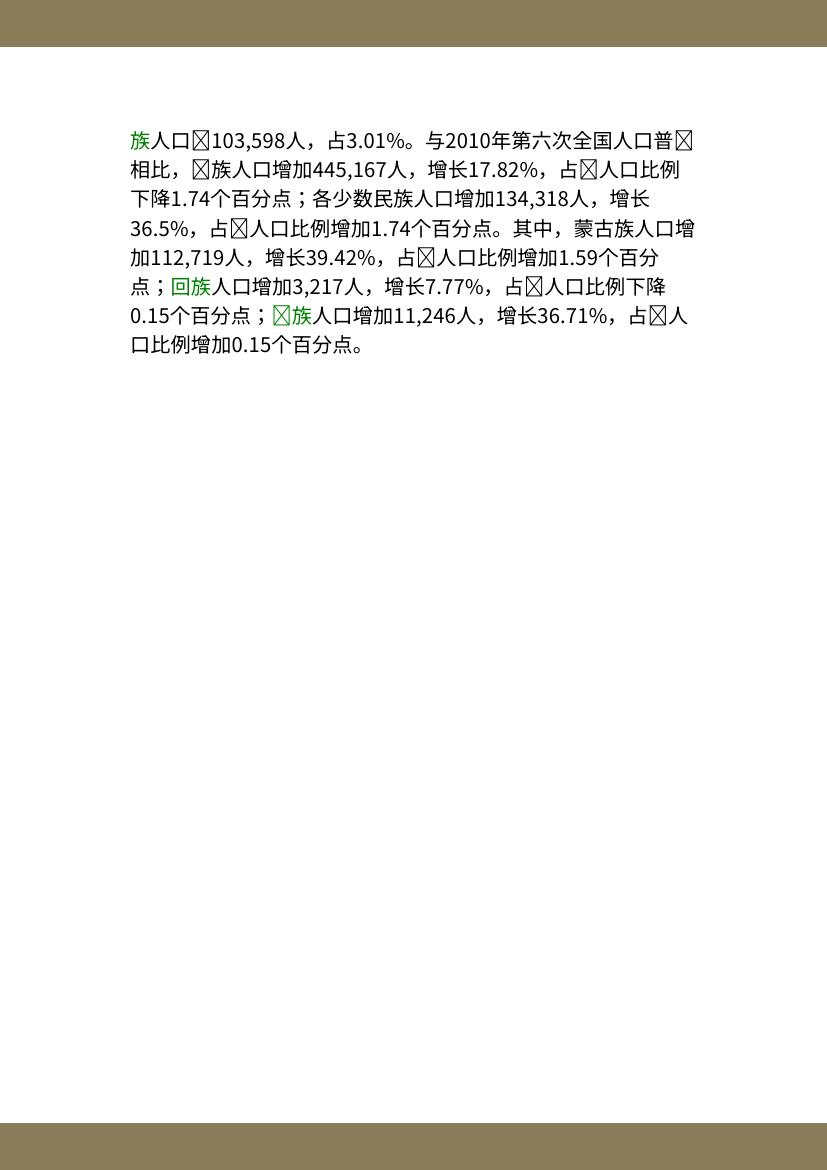 族人口103,598人，占3.01%。与2010年第六次全国人口普
相比，族人口增加445,167人，增长17.82%，占人口比例
下降1.74个百分点；各少数民族人口增加134,318人，增长
36.5%，占人口比例增加1.74个百分点。其中，蒙古族人口增
加112,719人，增长39.42%，占人口比例增加1.59个百分
点；回族人口增加3,217人，增长7.77%，占人口比例下降
0.15个百分点；族人口增加11,246人，增长36.71%，占人
口比例增加0.15个百分点。